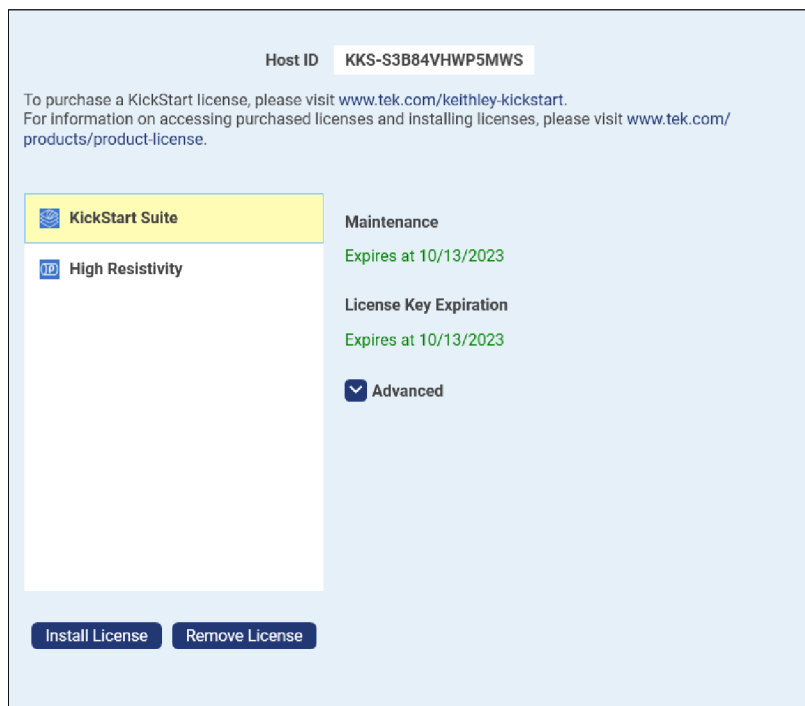 Host ID KKS-S3B84VHWP5MWS
To purchase a KickStart license, please visit www.tek.com/keithley-kickstart.
For information on accessing purchased licenses and installing licenses, please visit www.tek.com/
products/product-license.
KickStart Suite
High Resistivity
Maintenance
Expires at 10/13/2023
License Key Expiration
Expires at 10/13/2023
Advanced
Install License Remove License